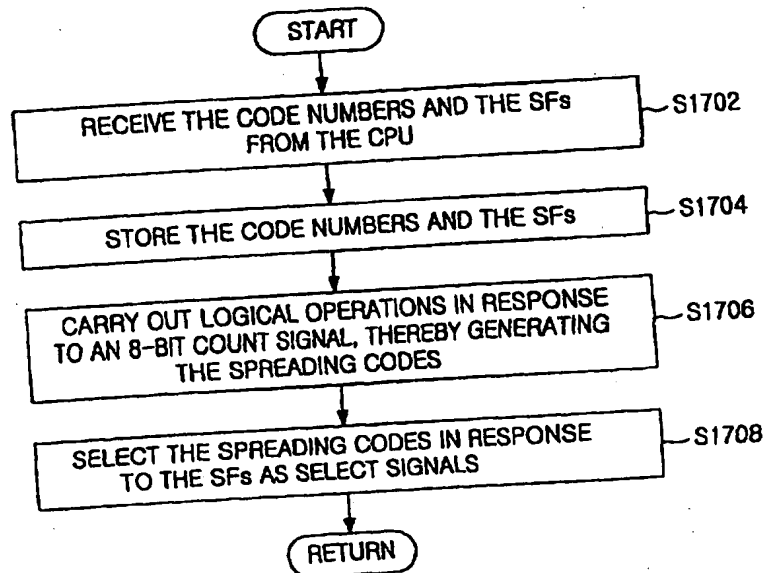 START
RECEIVE THE CODE NUMBERS AND THE SFs
FROM THE CPU
S1702
STORE THE CODE NUMBERS AND THE SFs
S1704
CARRY OUT LOGICAL OPERATIONS IN RESPONSE
TO AN 8-BIT COUNT SIGNAL, THEREBY GENERATING
THE SPREADING CODES
S1706
SELECT THE SPREADING CODES IN RESPONSE
TO THE SFs AS SELECT SIGNALS
S1708
RETURN